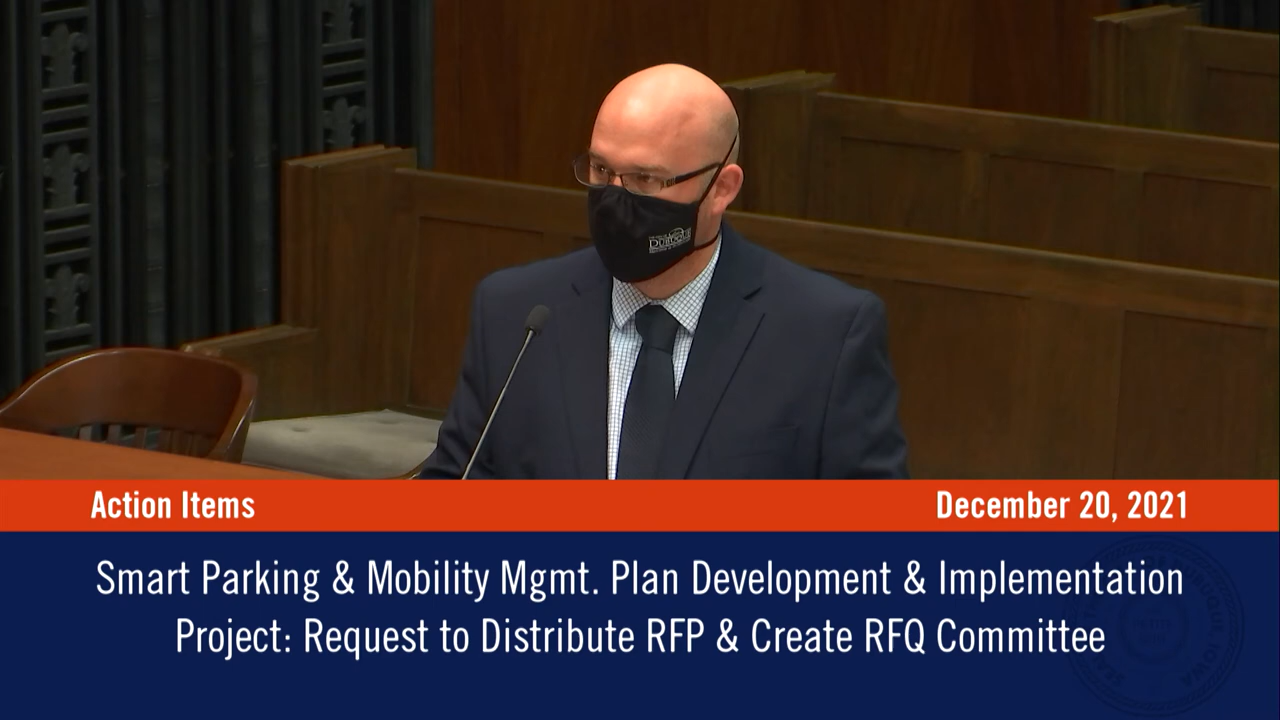 DUBUQUE
Action Items
December 20, 2021
Smart Parking & Mobility Mgmt. Plan Development & Implementation
Project: Request to Distribute RFP & Create RFQ Committee